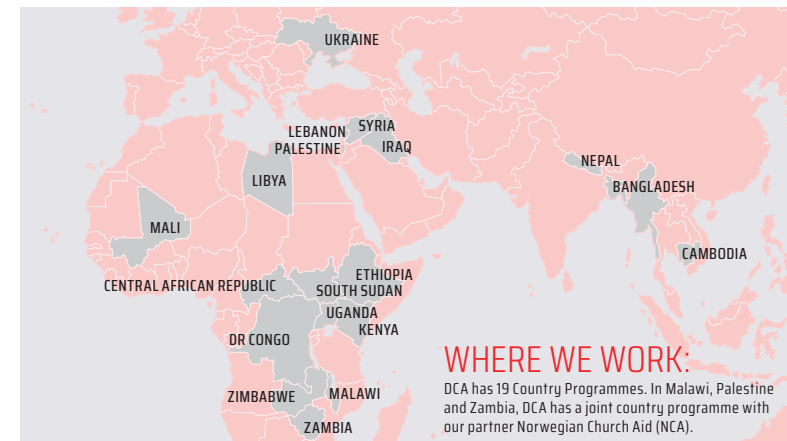 UKRAINE
SYRIA
LEBANON
PALESTINE
IRAQ
LIBYA
NEPAL
BANGLADESH
MALI
CAMBODIA
ETHIOPIA
CENTRAL AFRICAN REPUBLIC
SOUTH SUDAN
UGANDA
KENYA
DR CONGO
ZIMBABWE
MALAWI
ZAMBIA
WHERE WE WORK:
DCA has 19 Country Programmes. In Malawi, Palestine
and Zambia, DCA has a joint country programme with
our partner Norwegian Church Aid (NCA).